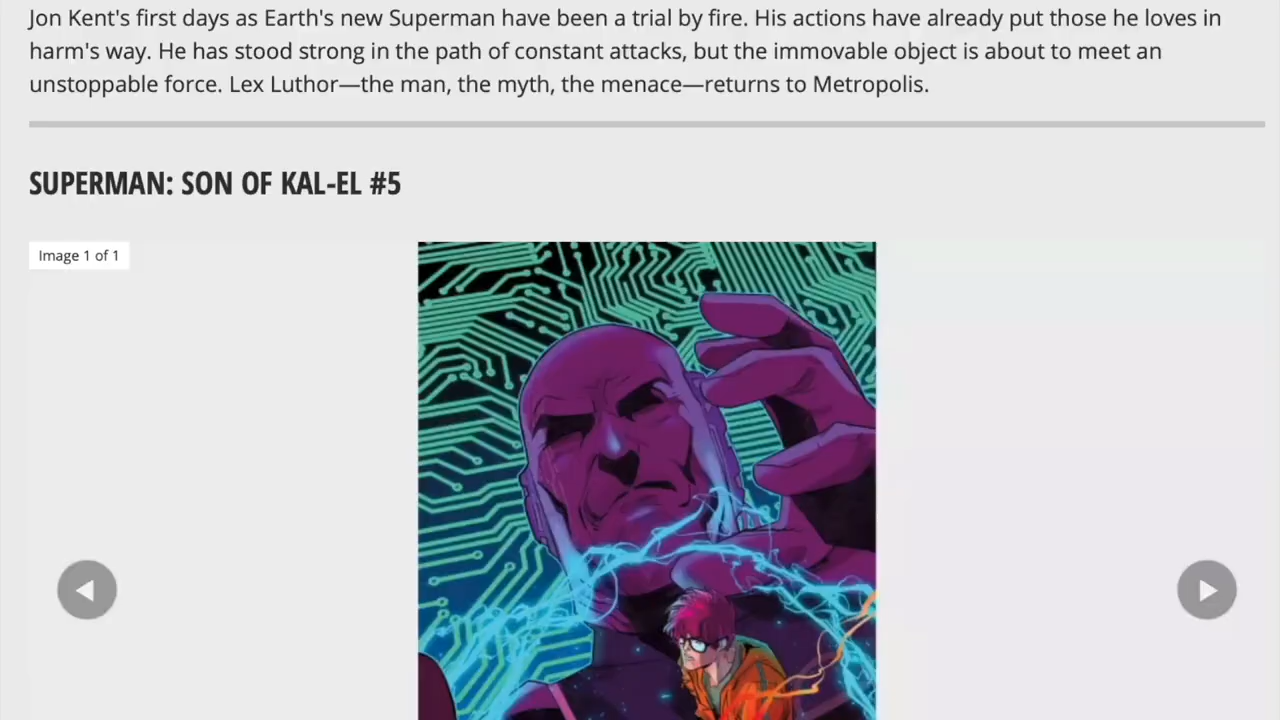 Jon Kent's first days as Earth's new Superman have been a trial by fire. His actions have already put those he loves in
harm's way. He has stood strong in the path of constant attacks, but the immovable object is about to meet an
unstoppable force. Lex Luthor—the man, the myth, the menace—returns to Metropolis.
SUPERMAN: SON OF KAL-EL #5
Image 1 of 1